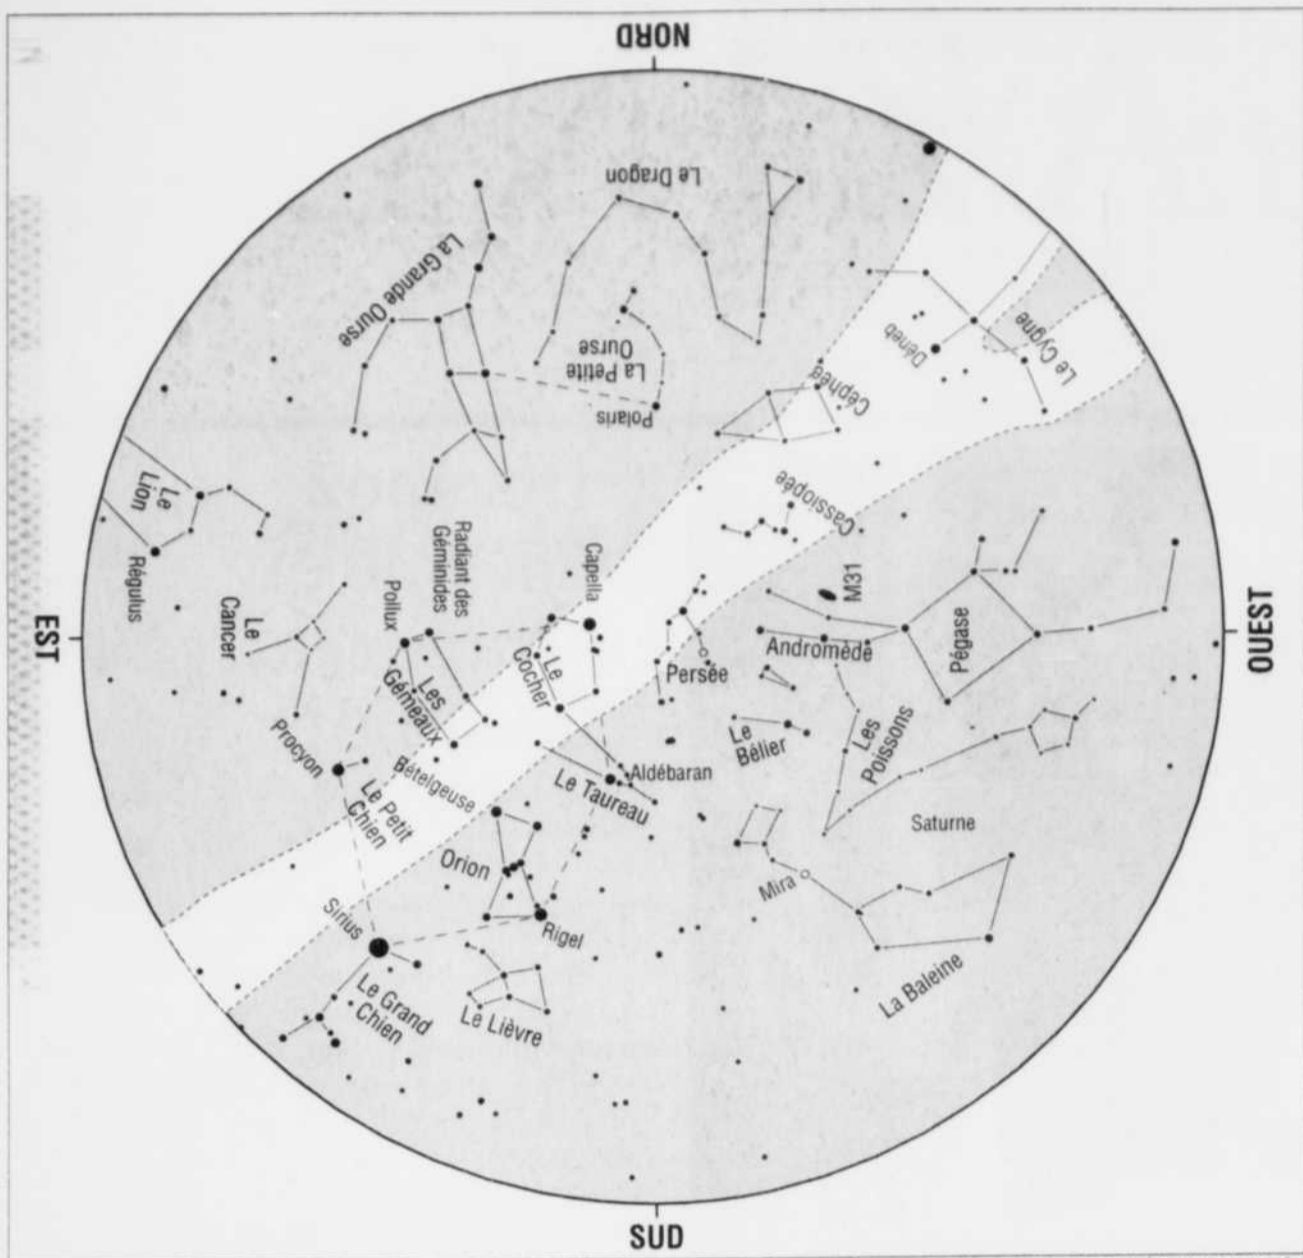 NORD
Le Dragon
La Grande Ourse
La Petite
Ourse
Polaris
Déneb
Le Cygne
Céphée
Cassiopée
Le
Lion
Régulus
Le
Cancer
Radiant des
Géminides
Pollux
Capella
M31
EST
OUEST
Les
Gémeaux
Le
Cocher
Persée
Andromède
Pégase
Le
Bélier
Les
Poissons
Procyon
Le Petit
Chien
Bételgeuse
Aldébaran
Le Taureau
Saturne
Orion
Mira
Sirius
Rigel
Le Grand
Chien
Le Lièvre
La Baleine
SUD